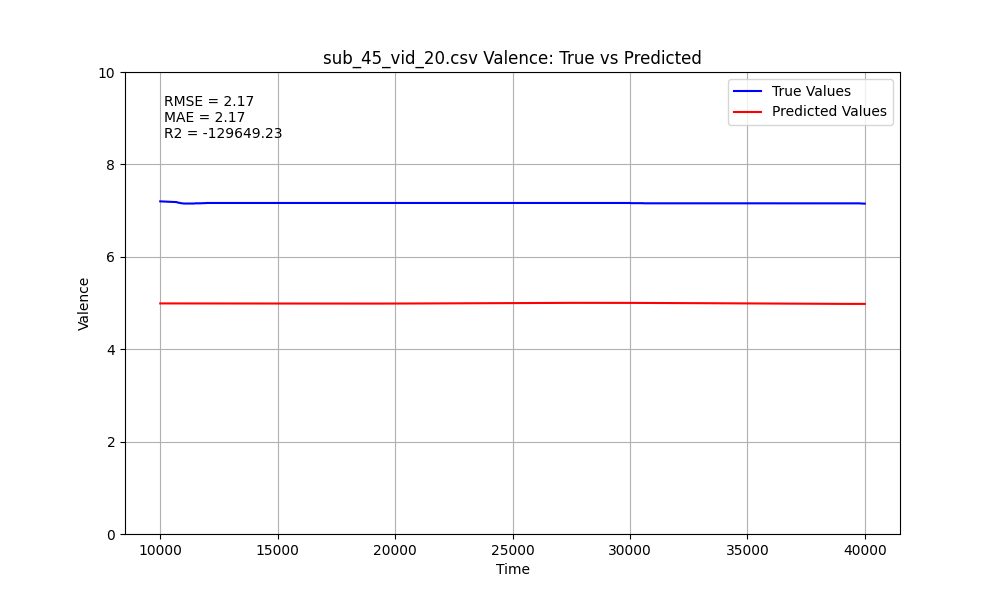 sub_45_vid_20.csv Valence: True vs Predicted
RMSE = 2.17
MAE = 2.17
R2 = -129649.23
True Values
Predicted Values
10
8
6
4
2
0
Valence
10000 15000 20000 25000 30000 35000 40000
Time